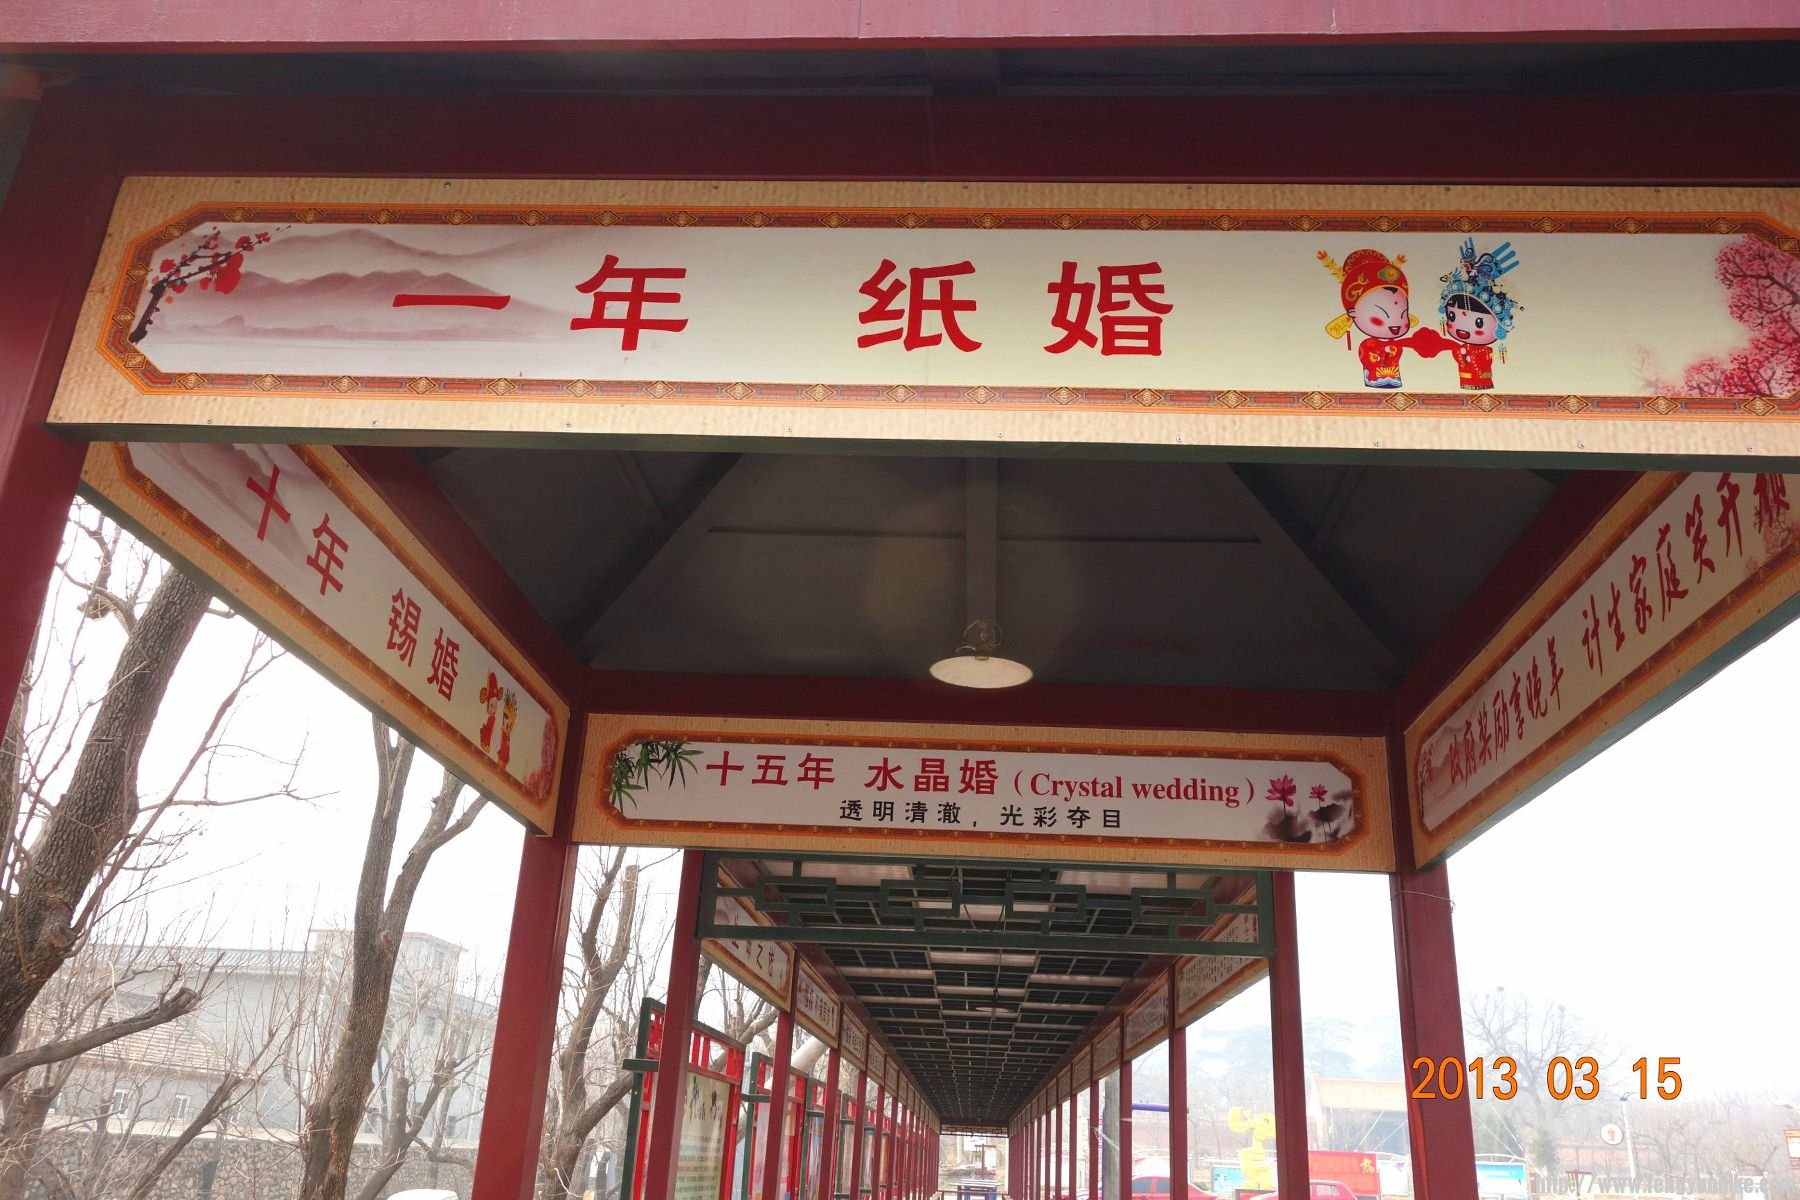 一年 纸婚
十年 锡婚
十五年 水晶婚 (Crystal wedding)
透明清澈，光彩夺目
政府奖励享晚年 计生家庭笑开颜
2013 03 15